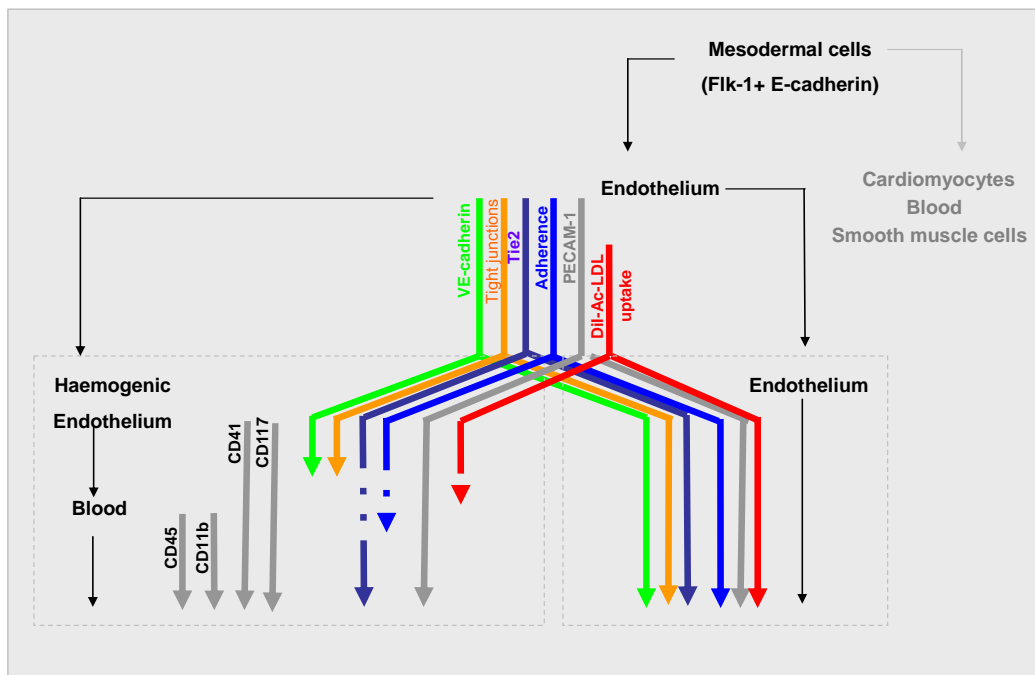 Mesodermal cells
(Flk-1+ E-cadherin)
Endothelium
Cardiomyocytes
Blood
Smooth muscle cells
VE-cadherin
Tight junctions
Tie2
Adherence
PECAM-1
Dil-Ac-LDL
uptake
Haemogenic
Endothelium
Endothelium
CD41
CD117
Blood
CD45
CD11b